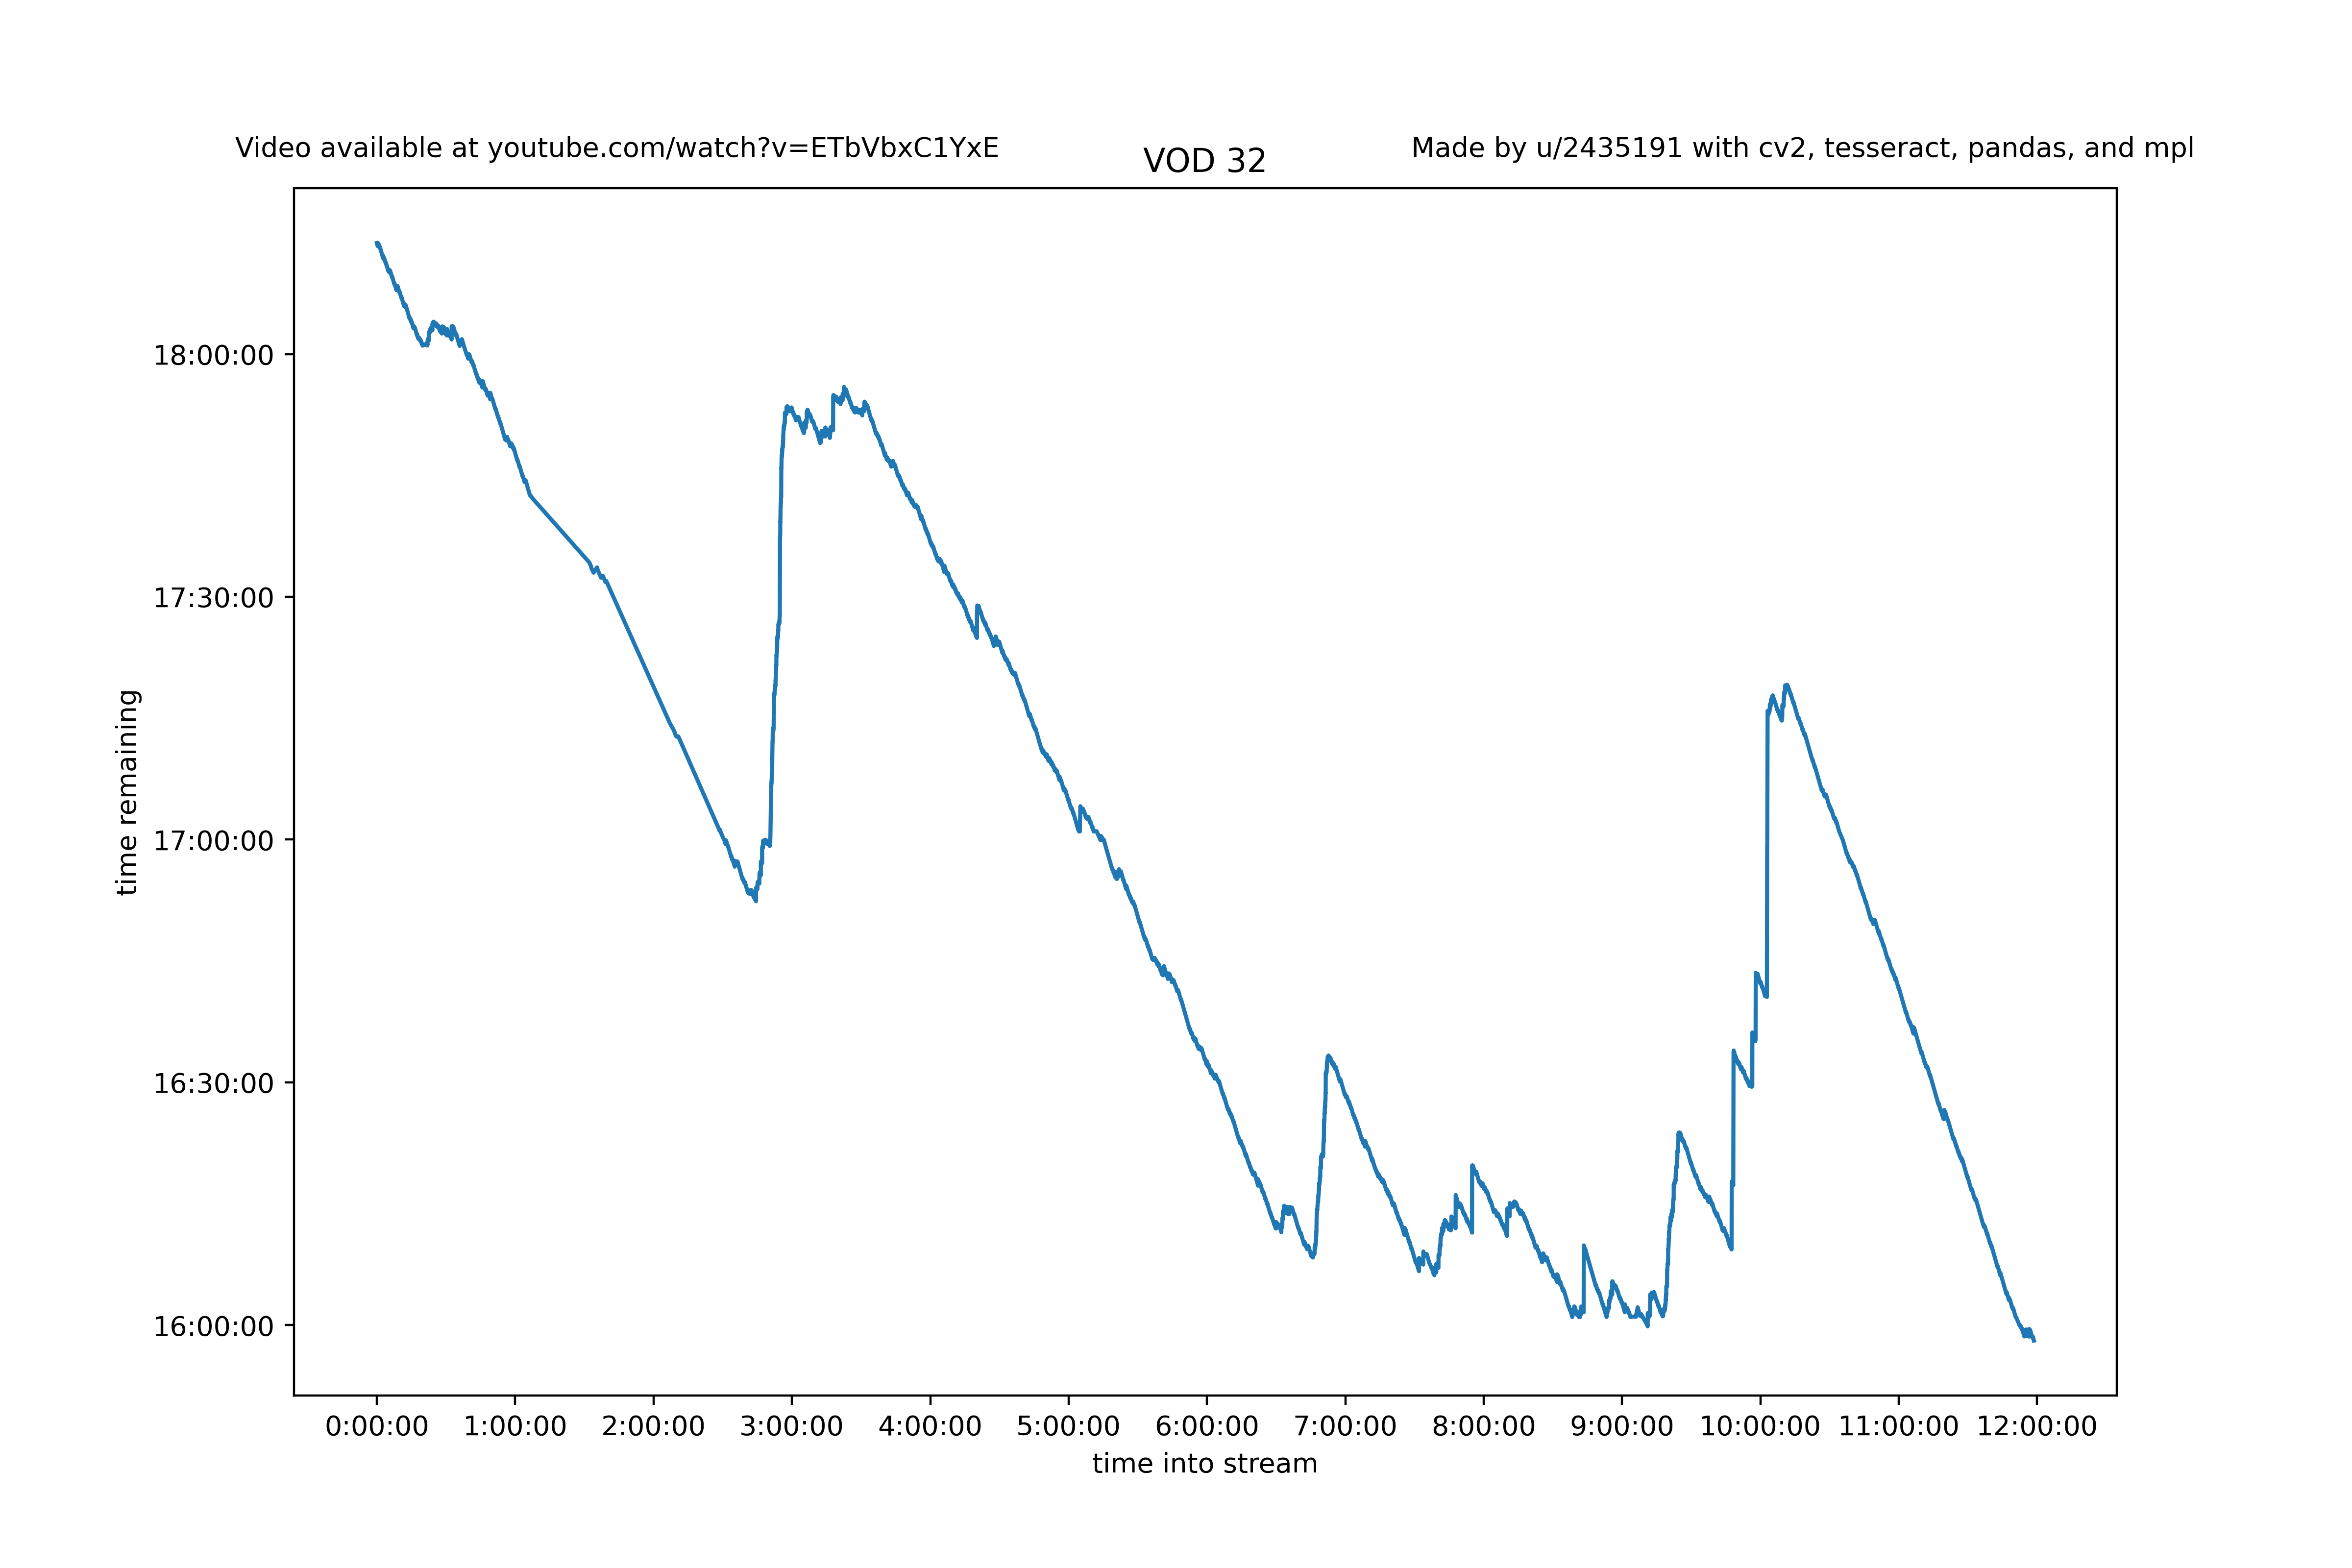 Video available at youtube.com/watch?v=ETbVbxC1YxE
VOD 32
Made by u/2435191 with cv2, tesseract, pandas, and mpl
time remaining
18:00:00
17:30:00
17:00:00
16:30:00
16:00:00
0:00:00 1:00:00 2:00:00 3:00:00 4:00:00 5:00:00 6:00:00 7:00:00 8:00:00 9:00:00 10:00:00 11:00:00 12:00:00
time into stream